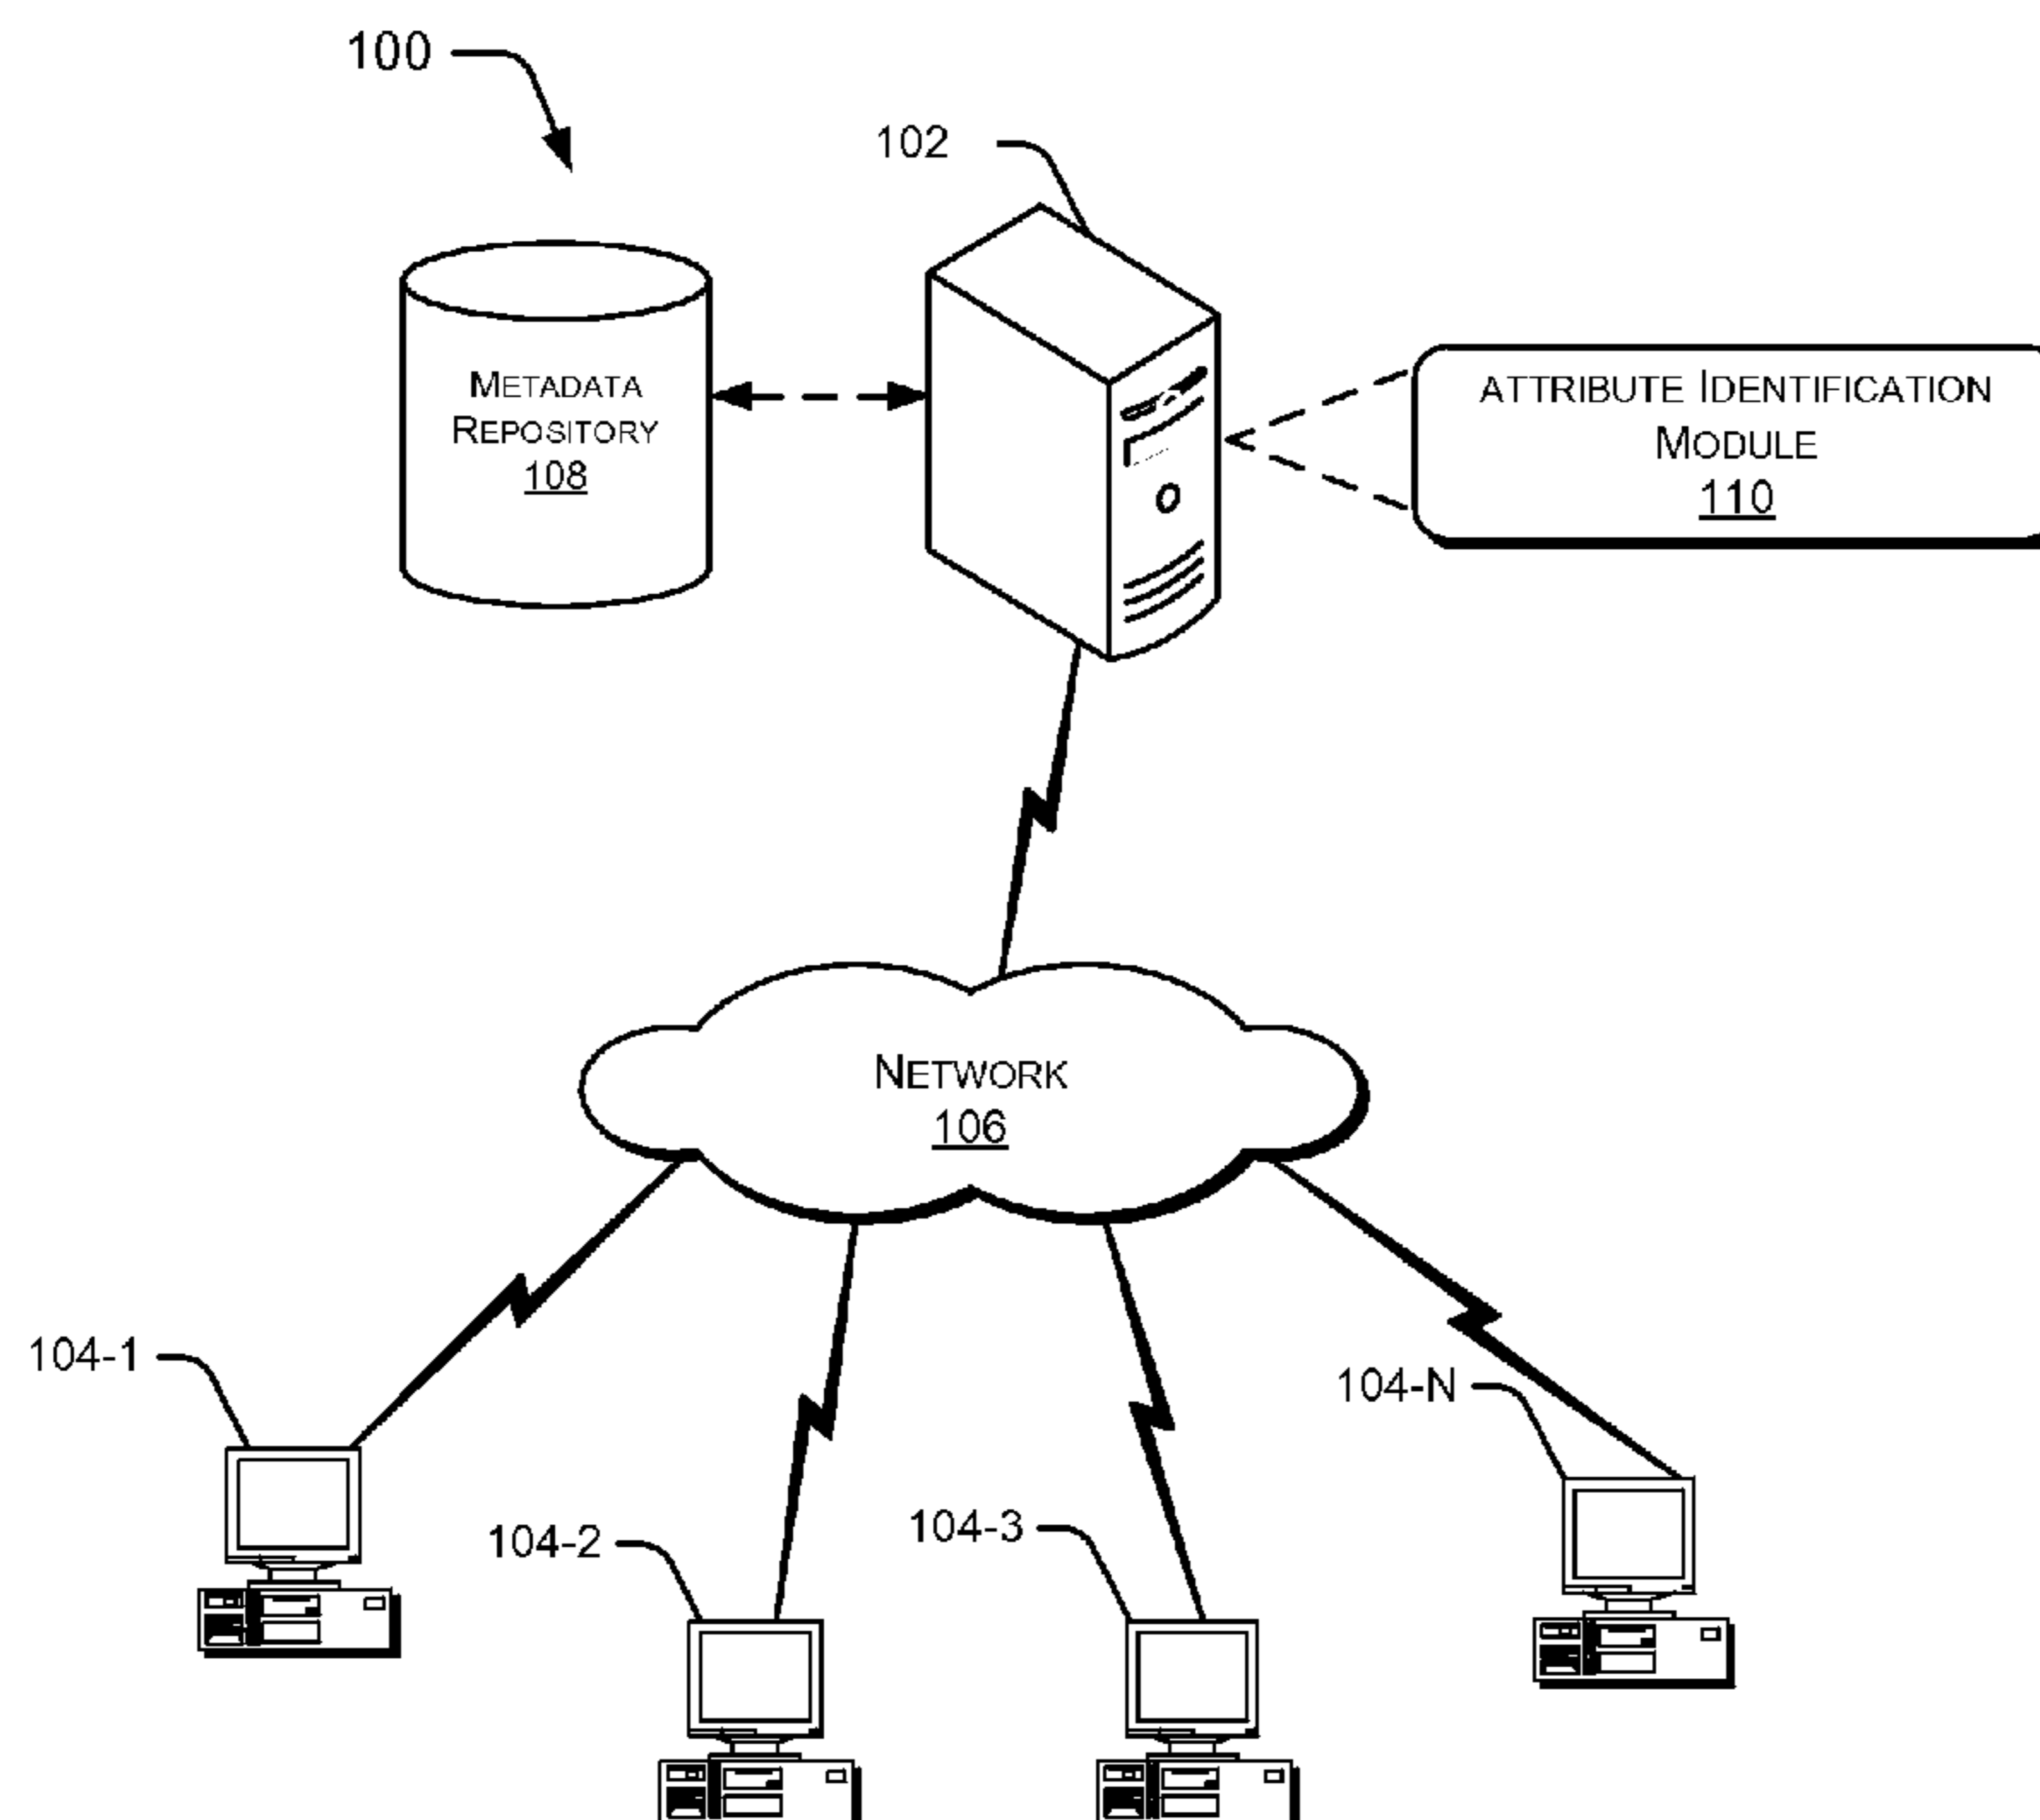 100
102
METADATA
REPOSITORY
108
ATTRIBUTE IDENTIFICATION
MODULE
110
NETWORK
106
104-1
104-N
104-2
104-3